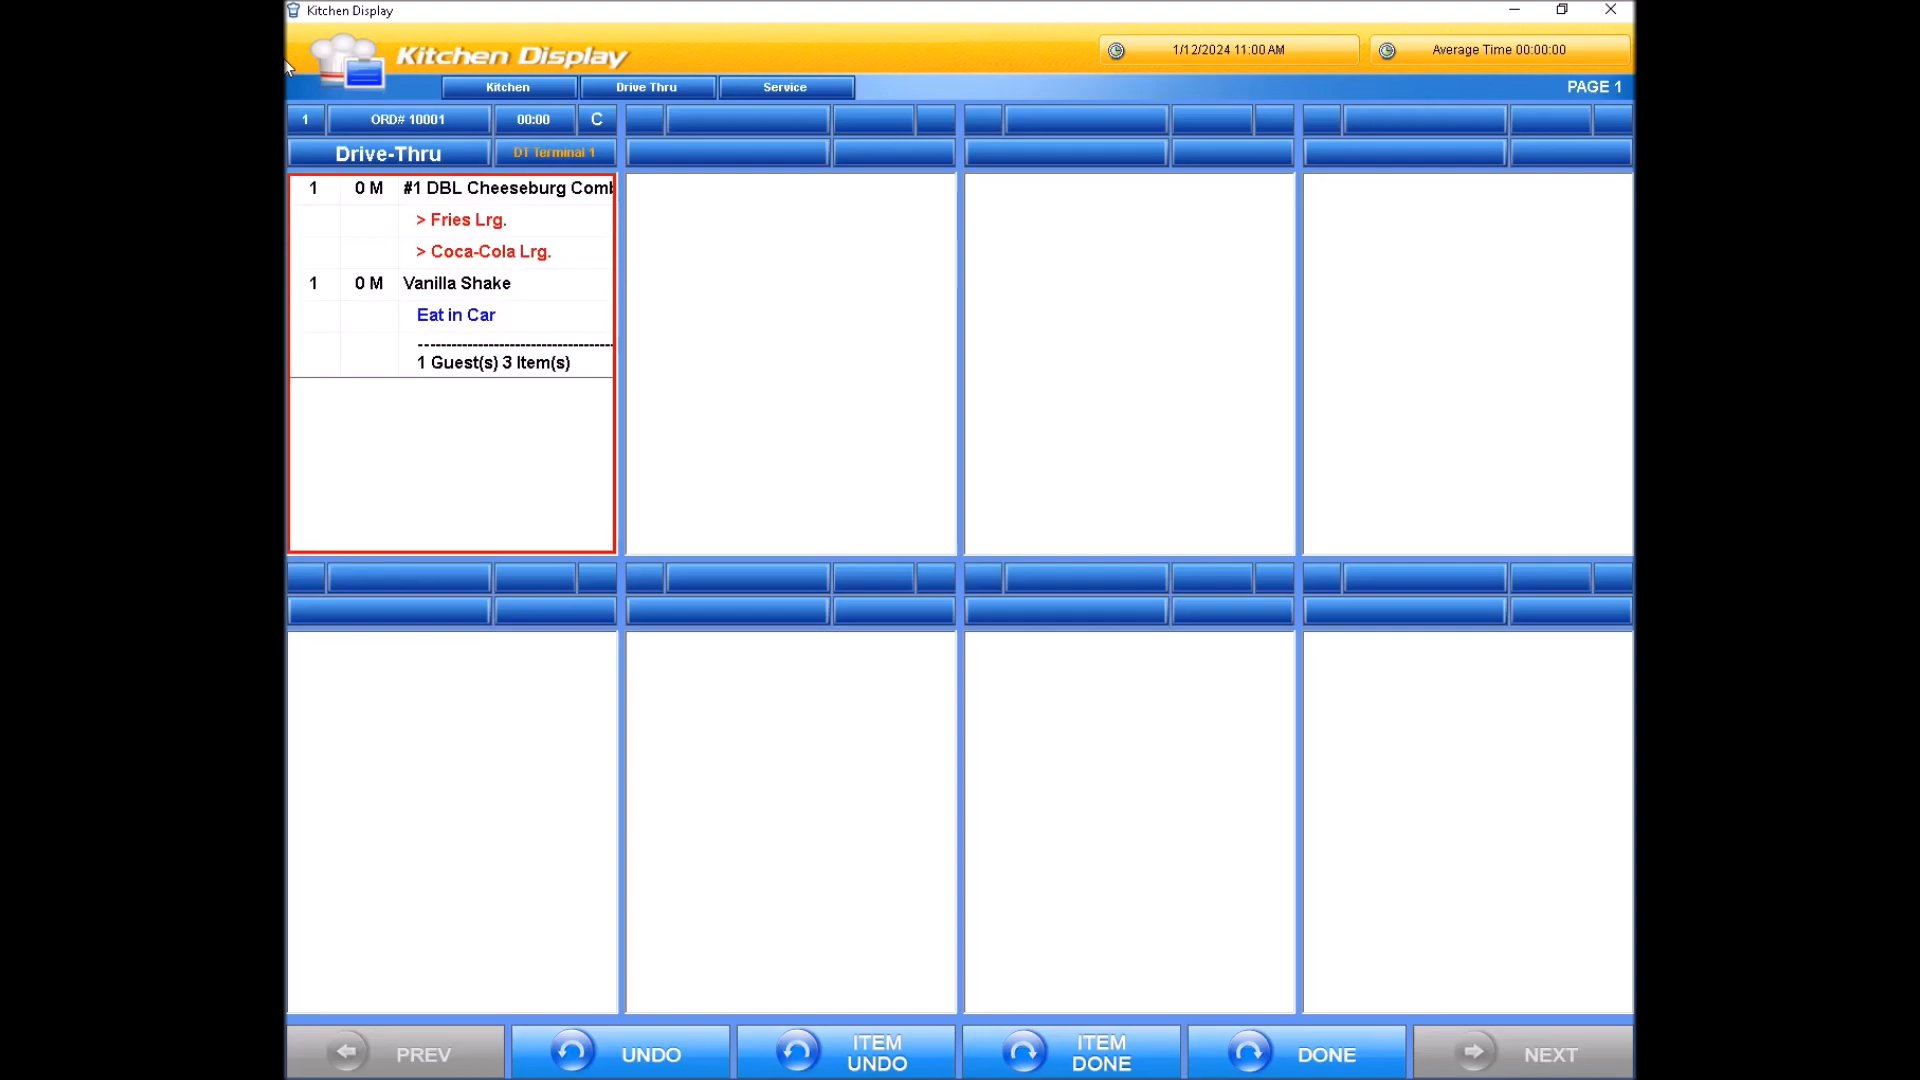 Kitchen Display
Kitchen Display
1/12/2024 11:00 AM
Average Time 00:00:00
Kitchen
Drive Thru
Service
PAGE 1
1 ORD# 10001 00:00 C
Drive-Thru DT Terminal 1
1 0 M #1 DBL Cheeseburg Comb
> Fries Lrg.
> Coca-Cola Lrg.
1 0 M Vanilla Shake
Eat in Car
------------------------------------
1 Guest(s) 3 Item(s)
PREV
UNDO
ITEM
UNDO
ITEM
DONE
DONE
NEXT